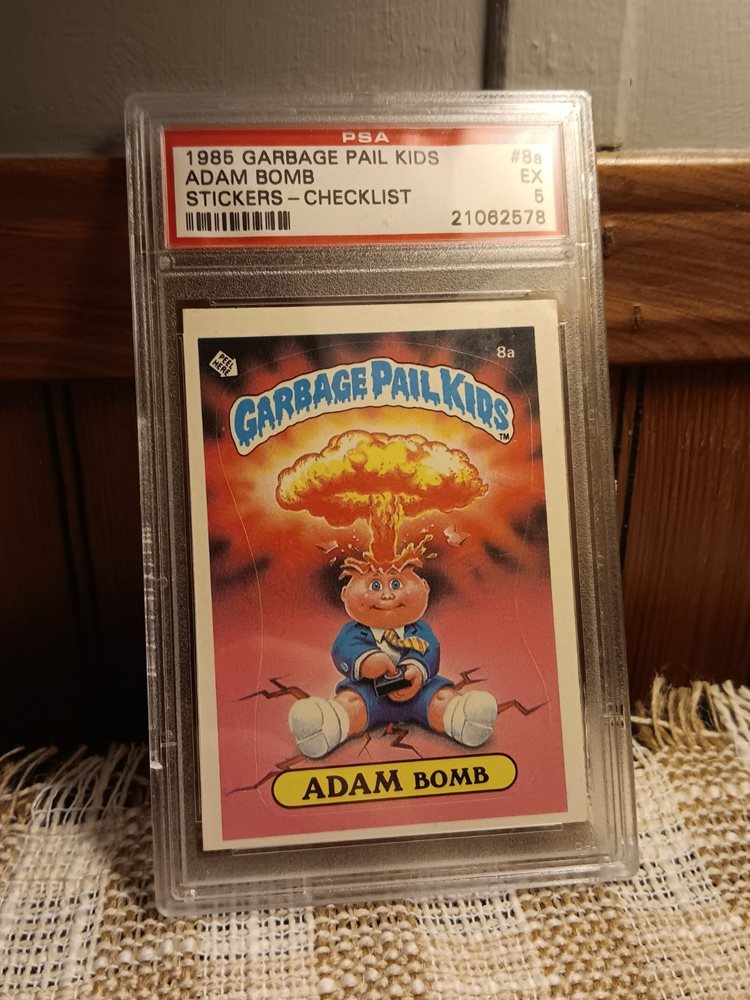 PSA
1985 GARBAGE PAIL KIDS #8a
ADAM BOMB EX
STICKERS - CHECKLIST 5
21062578
PEEL HERE
8a
GARBAGE PAIL KIDS
TM
ADAM BOMB